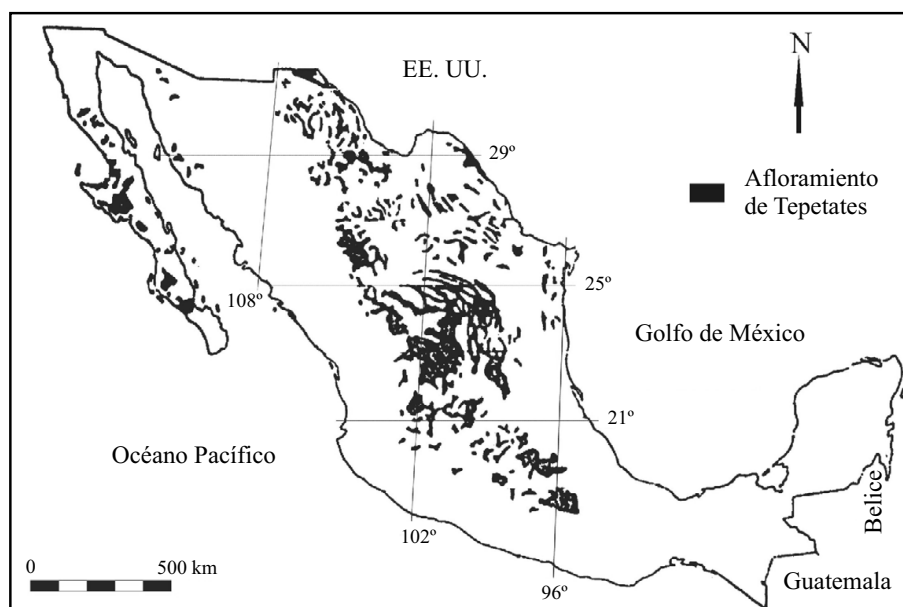 EE. UU.
N
29º
Afloramiento
de Tepetates
108º
25º
Golfo de México
21º
Océano Pacífico
102º
96º
Belice
Guatemala
0
500 km